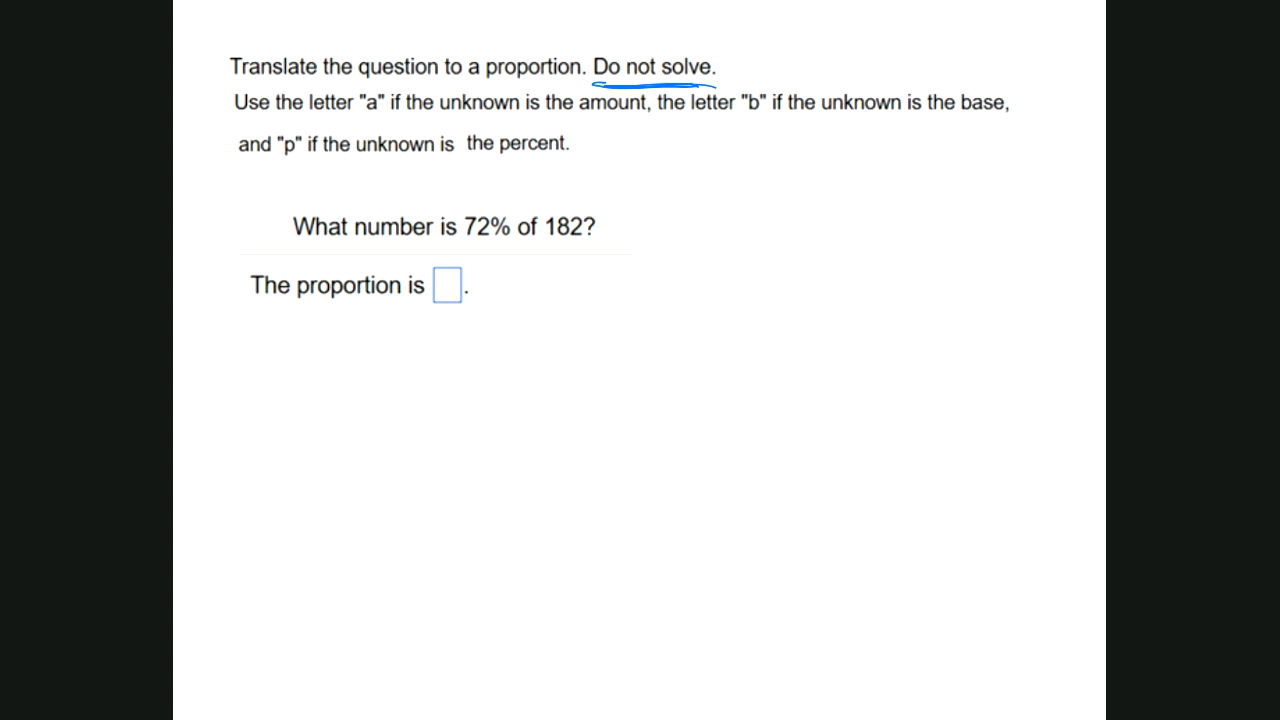 Translate the question to a proportion. Do not solve.
Use the letter "a" if the unknown is the amount, the letter "b" if the unknown is the base,
and "p" if the unknown is the percent.
What number is 72% of 182?
The proportion is .